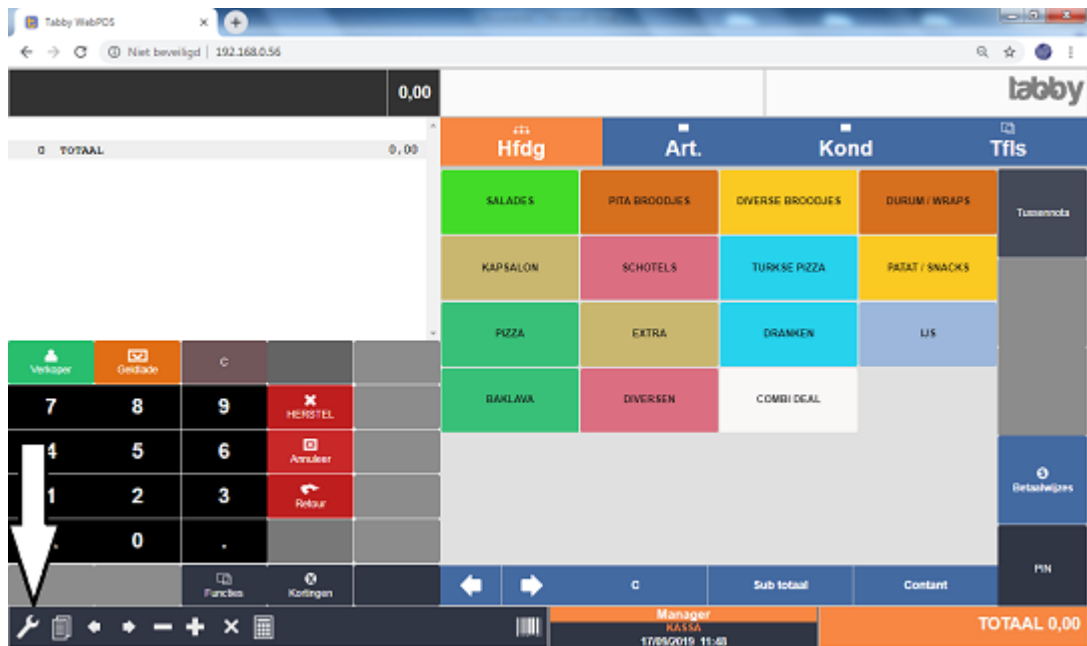 Tabby WebPOS
Niet beveiligd | 192.168.0.56
0,00
tabby
0 TOTAAL 0.00
Hfdg Art. Kond Tfls
SALADES PITA BROODJES DIVERSE BROODJES DURUM / WRAPS Tussennota
KAPSALON SCHOTELS TURKSE PIZZA PATAT / SNACKS
PIZZA EXTRA DRANKEN IJS
BAKLAVA DIVERSEN COMBI DEAL
Verkoper Geldlade C
7 8 9 HERSTEL
4 5 6 Annuleer
1 2 3 Retour
0 .
Betaalwijzes
PIN
Functies Kortingen
C Sub totaal Contant
Manager
KASSA
17/09/2019 11:48
TOTAAL 0,00